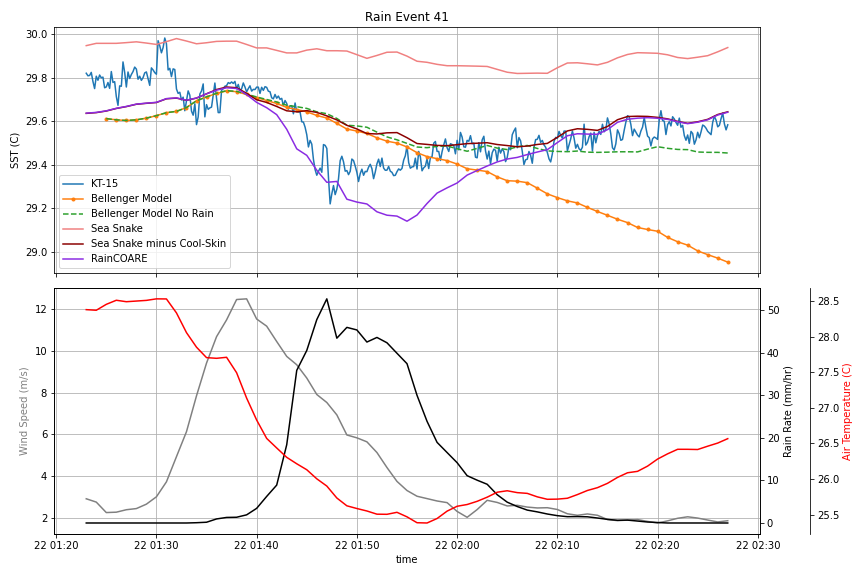 Rain Event 41
30.0
29.8
29.6
29.4
29.2
29.0
SST (C)
KT-15
Bellenger Model
Bellenger Model No Rain
Sea Snake
Sea Snake minus Cool-Skin
RainCOARE
12
10
8
6
4
2
Wind Speed (m/s)
50
40
30
20
10
0
Rain Rate (mm/hr)
28.5
28.0
27.5
27.0
26.5
26.0
25.5
Air Temperature (C)
22 01:20
22 01:30
22 01:40
22 01:50
22 02:00
22 02:10
22 02:20
22 02:30
time